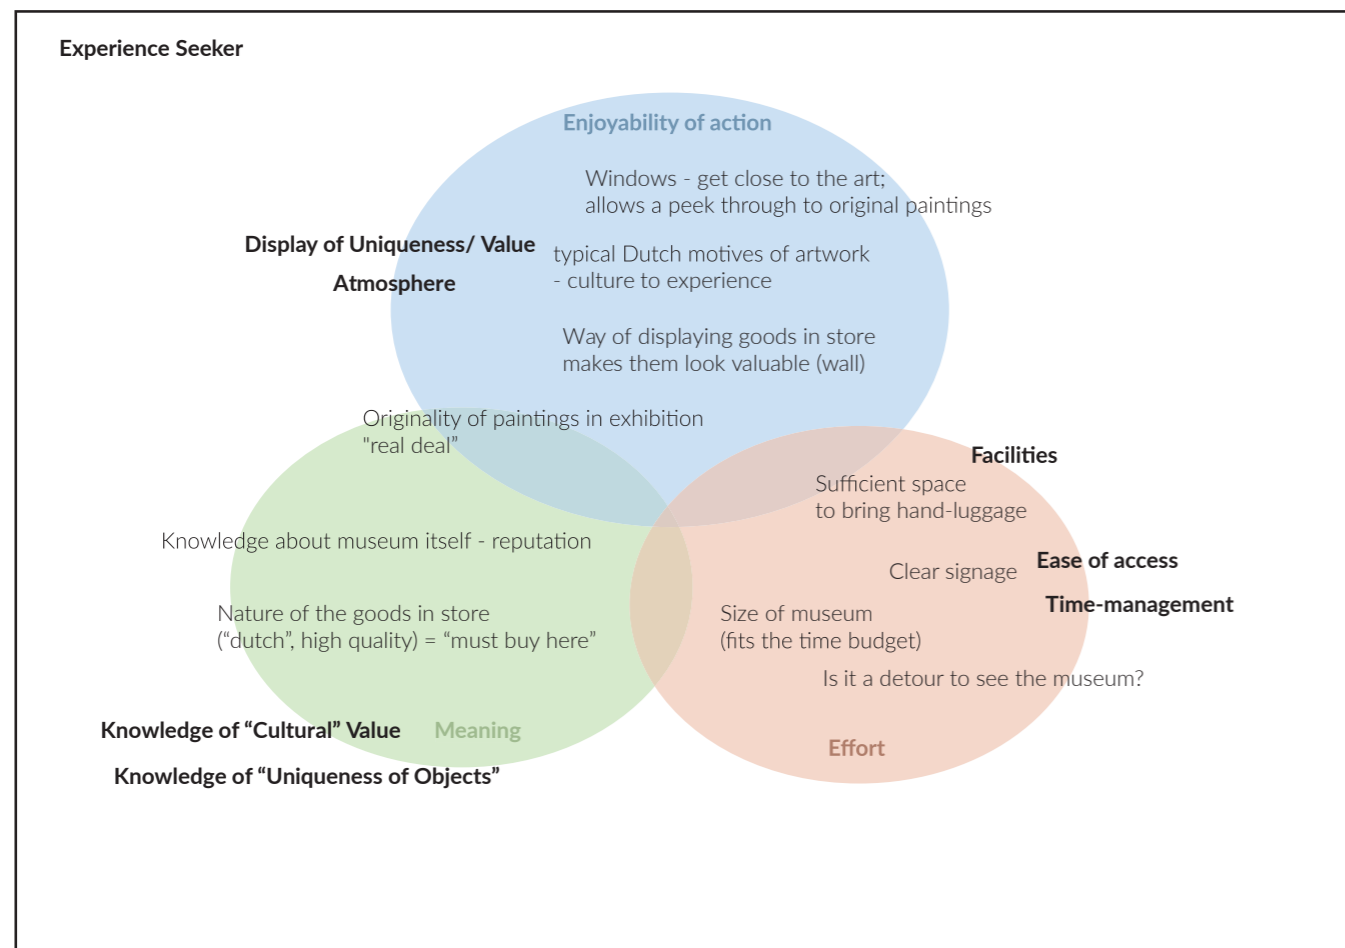 Experience Seeker
Enjoyability of action
Windows - get close to the art;
allows a peek through to original paintings
Display of Uniqueness/ Value
Atmosphere
typical Dutch motives of artwork
- culture to experience
Way of displaying goods in store
makes them look valuable (wall)
Originality of paintings in exhibition
"real deal”
Facilities
Sufficient space
to bring hand-luggage
Knowledge about museum itself - reputation
Clear signage
Ease of access
Time-management
Nature of the goods in store
(“dutch”, high quality) = “must buy here”
Size of museum
(fits the time budget)
Is it a detour to see the museum?
Knowledge of “Cultural” Value
Meaning
Effort
Knowledge of “Uniqueness of Objects”